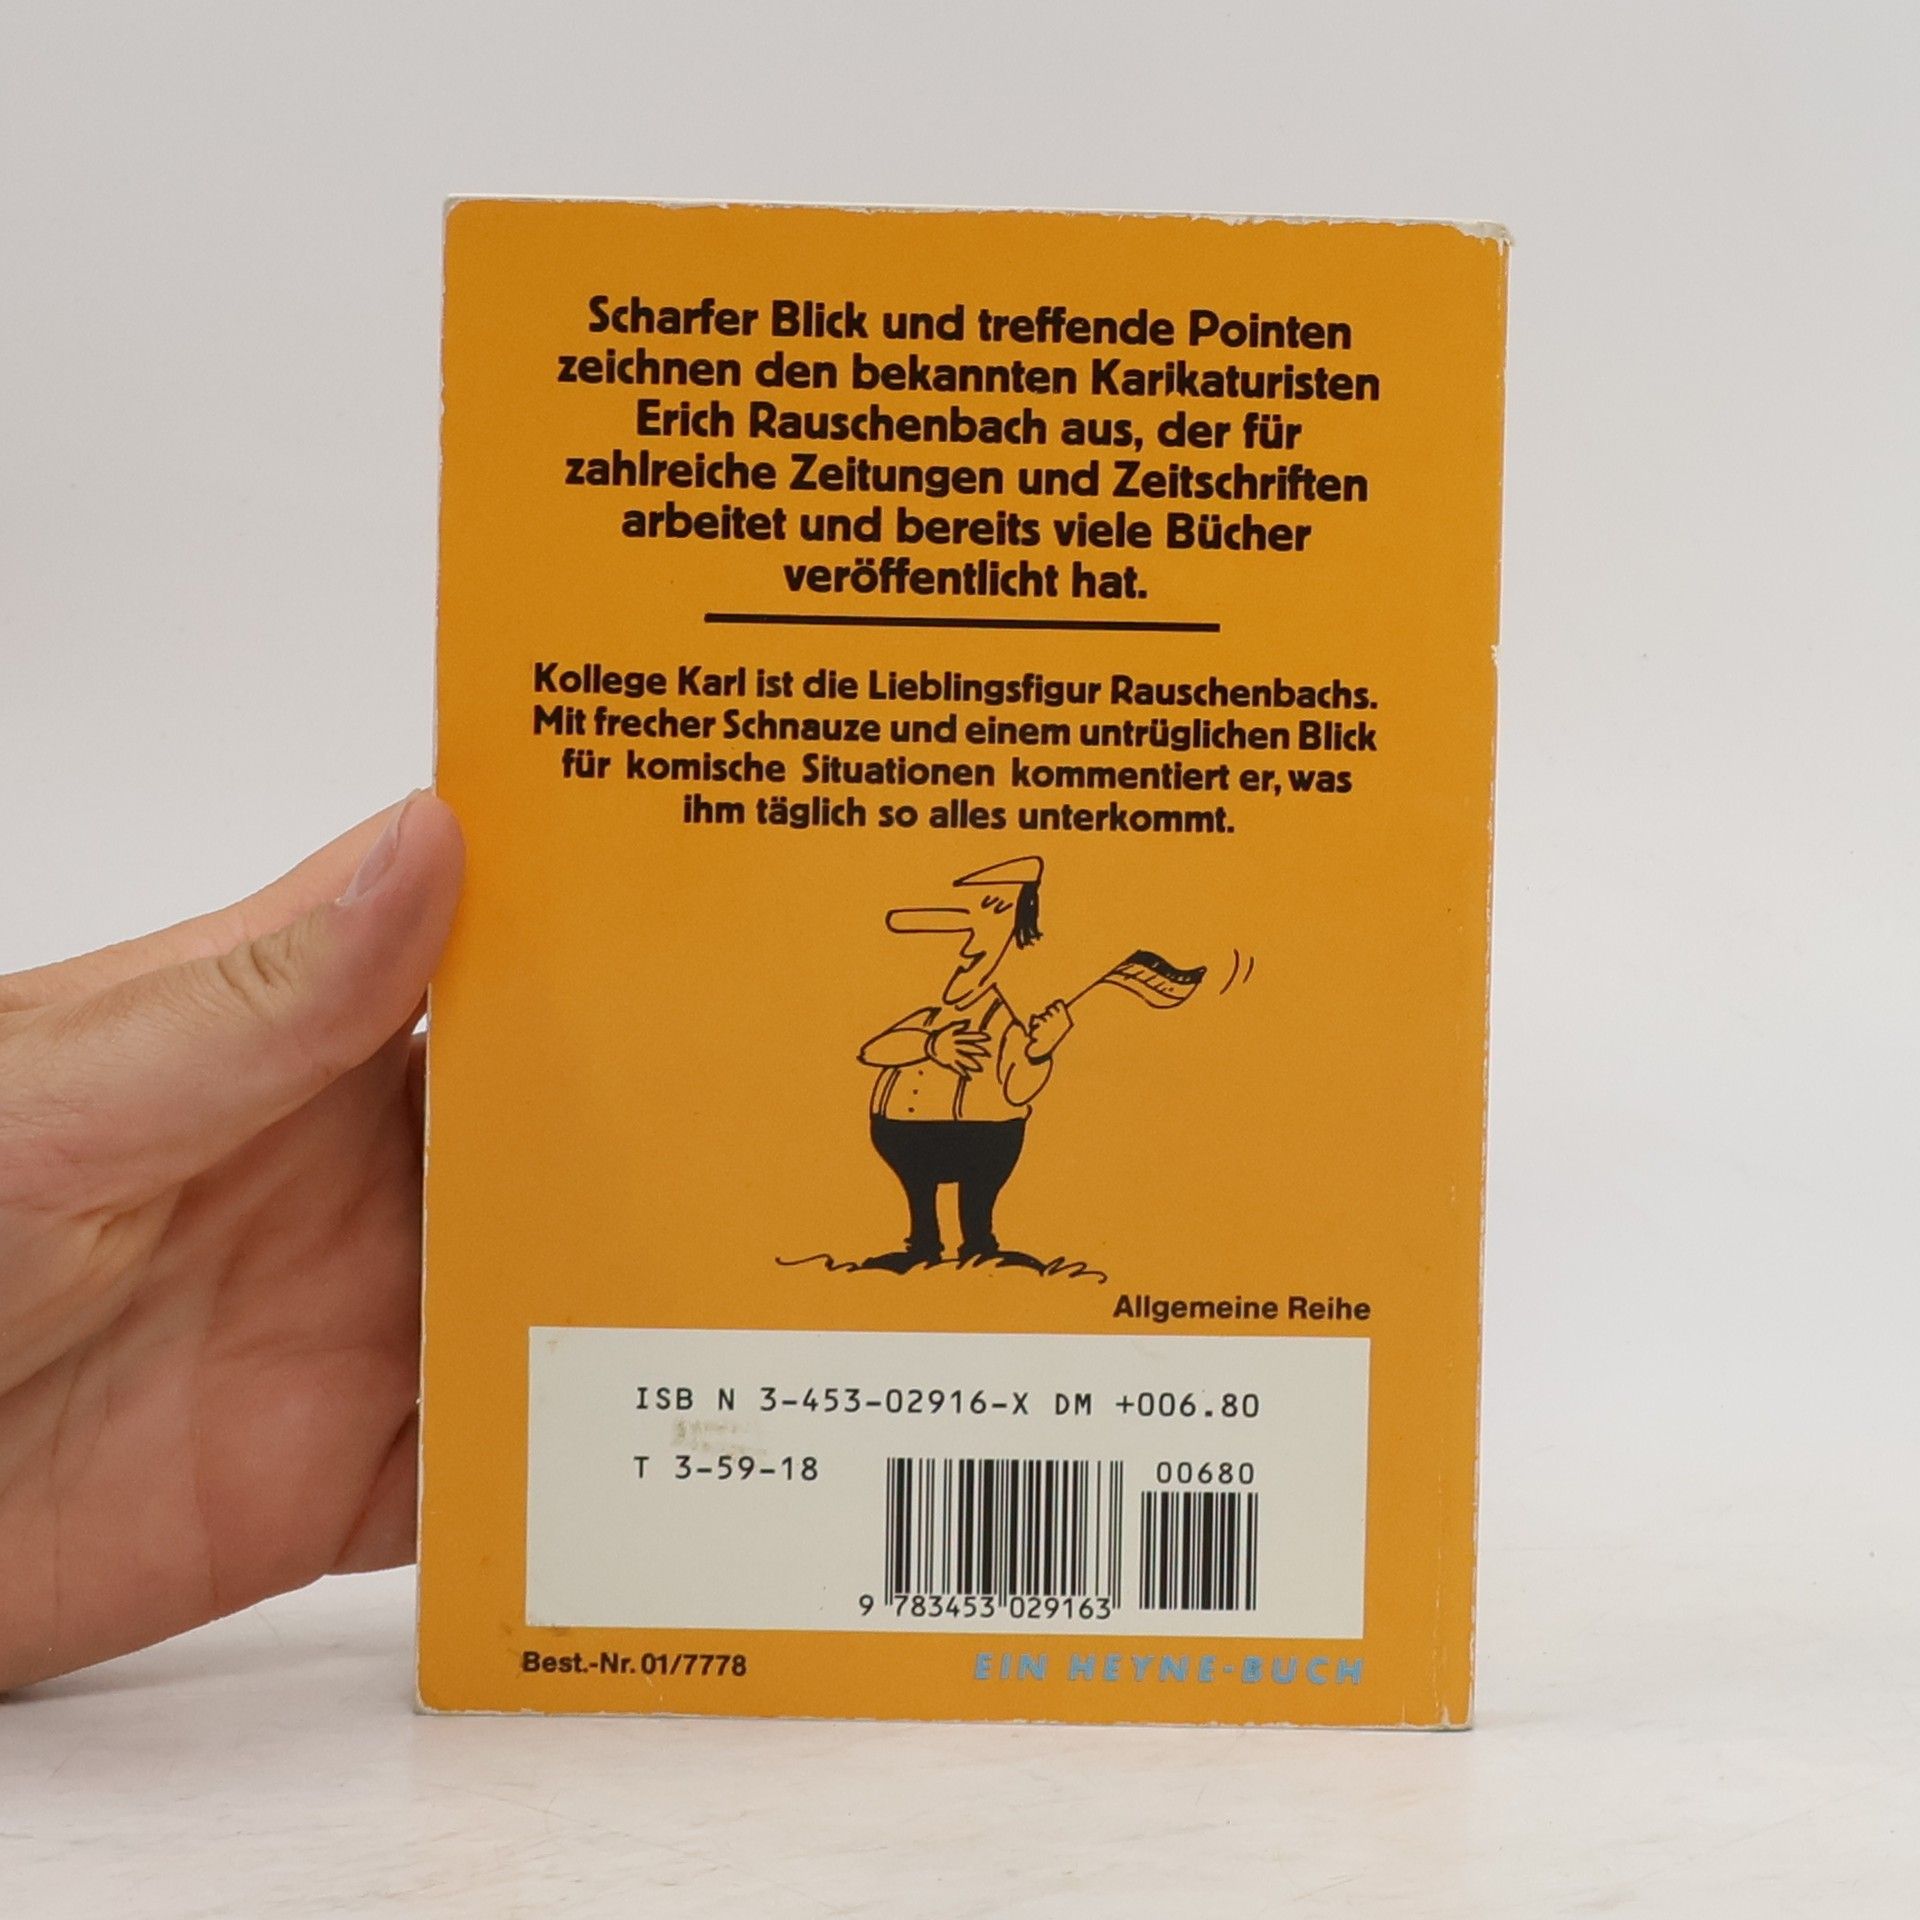 Scharfer Blick und treffende Pointen
zeichnen den bekannten Karikaturisten
Erich Rauschenbach aus, der für
zahlreiche Zeitungen und Zeitschriften
arbeitet und bereits viele Bücher
veröffentlicht hat.
Kollege Karl ist die Lieblingsfigur Rauschenbachs.
Mit frecher Schnauze und einem untrüglichen Blick
für komische Situationen kommentiert er, was
ihm täglich so alles unterkommt.
Allgemeine Reihe
ISB N 3-453-02916-X DM +006.80
T 3-59-18
00680
9 783453 029163
Best.-Nr. 01/7778
EIN HEYNE-BUCH